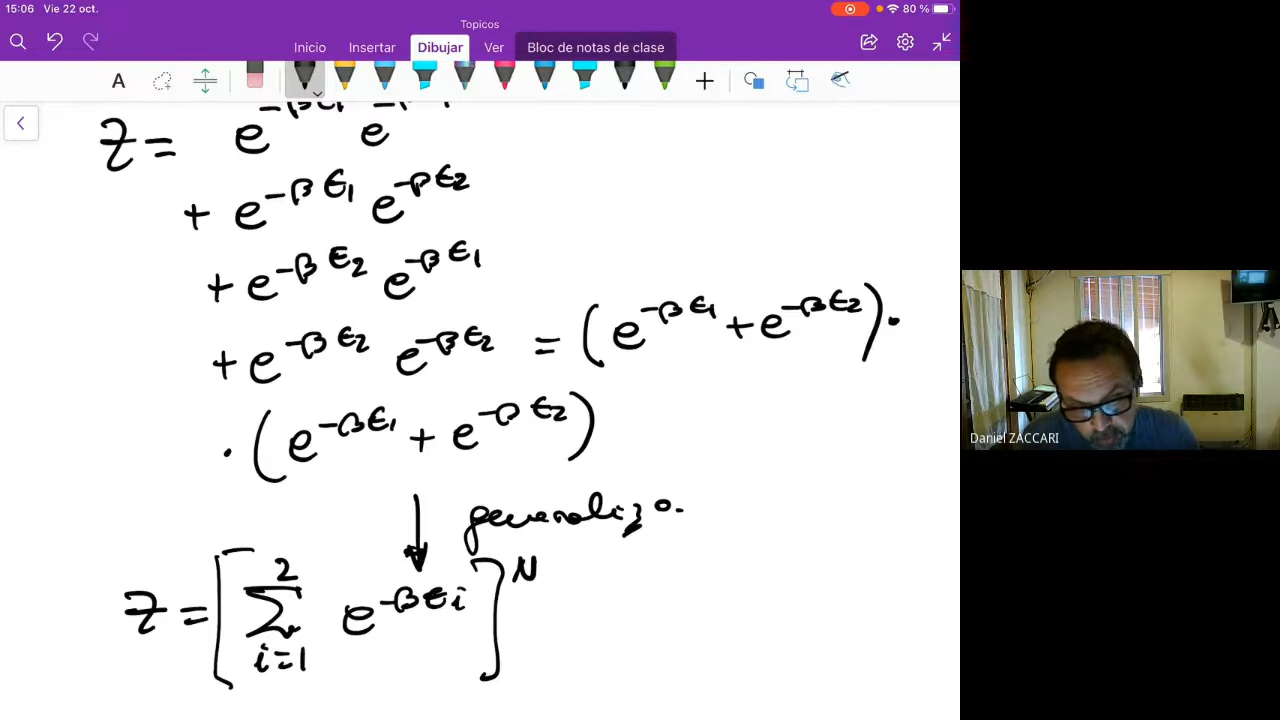 15:06 Vie 22 oct.
80 %
Topicos
Inicio Insertar Dibujar Ver Bloc de notas de clase
A
Z = e^{-βϵ₁} e
+ e^{-βϵ₁} e^{-βϵ₂}
+ e^{-βϵ₂} e^{-βϵ₁}
+ e^{-βϵ₂} e^{-βϵ₂} = (e^{-βϵ₁} + e^{-βϵ₂}) ·
· (e^{-βϵ₁} + e^{-βϵ₂})
↓ generalizo.
Z = [∑_{i=1}^{2} e^{-βϵi}]^N
Daniel ZACCARI